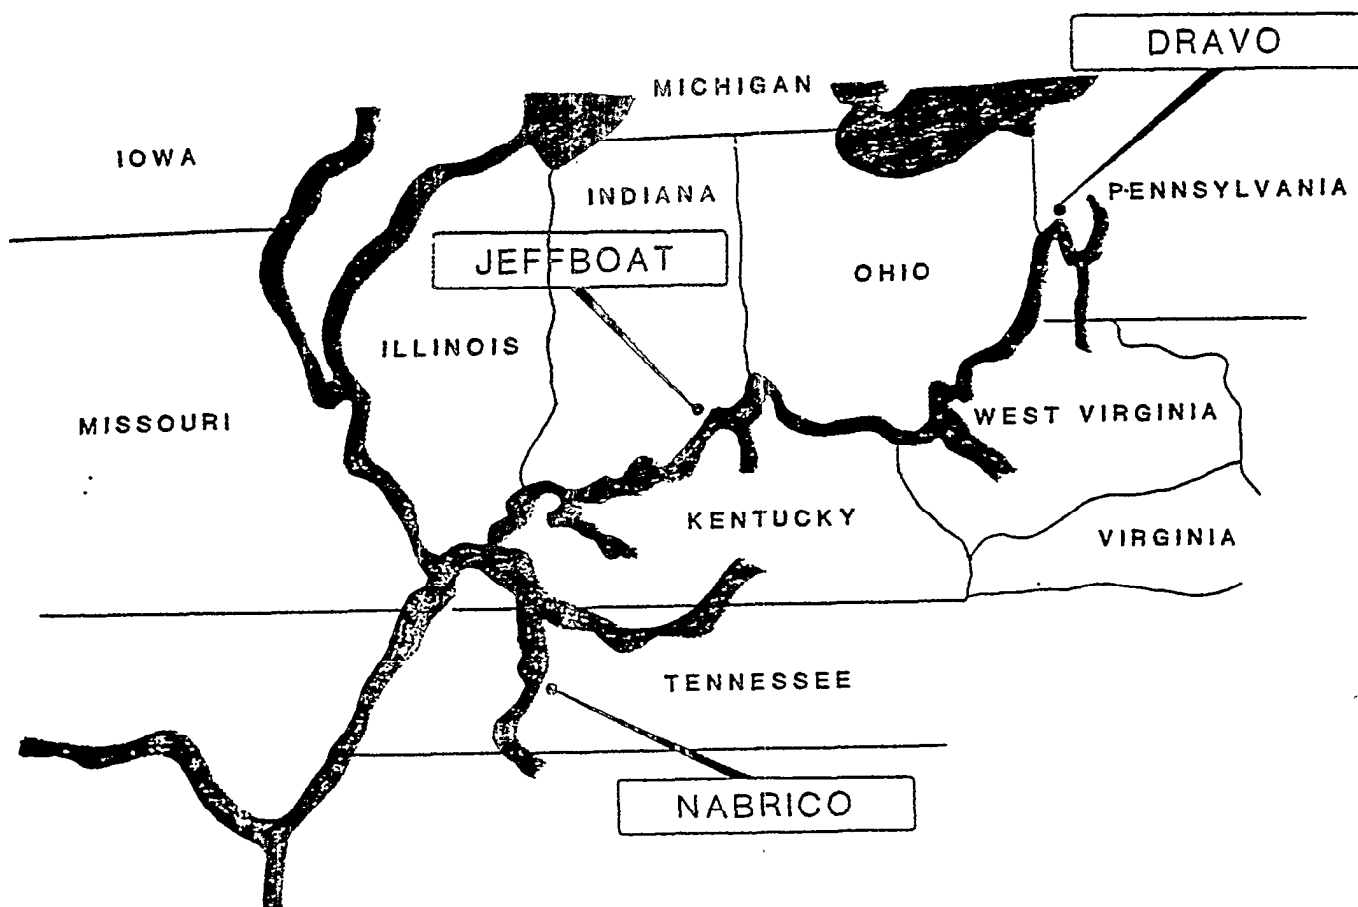 DRAVO
MICHIGAN
IOWA
PENNSYLVANIA
INDIANA
JEFFBOAT
OHIO
ILLINOIS
MISSOURI
WEST VIRGINIA
KENTUCKY
VIRGINIA
TENNESSEE
NABRICO